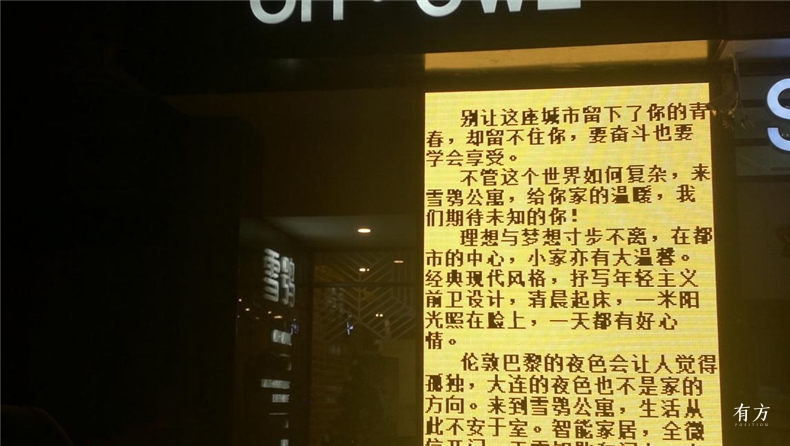 别让这座城市留下了你的青
春，却留不住你，要奋斗也要
学会享受。
不管这个世界如何复杂，来
雪鸮公寓，给你家的温暖，我
们期待未知的你！
理想与梦想寸步不离，在都
市的中心，小家亦有大温馨。
经典现代风格，抒写年轻主义
前卫设计，清晨起床，一米阳
光照在脸上，一天都有好心
情。
伦敦巴黎的夜色会让人觉得
孤独，大连的夜色也不是家的
方向。来到雪鸮公寓，生活从
此不安于室。智能家居，全微
雪鸮
有方
POSITION